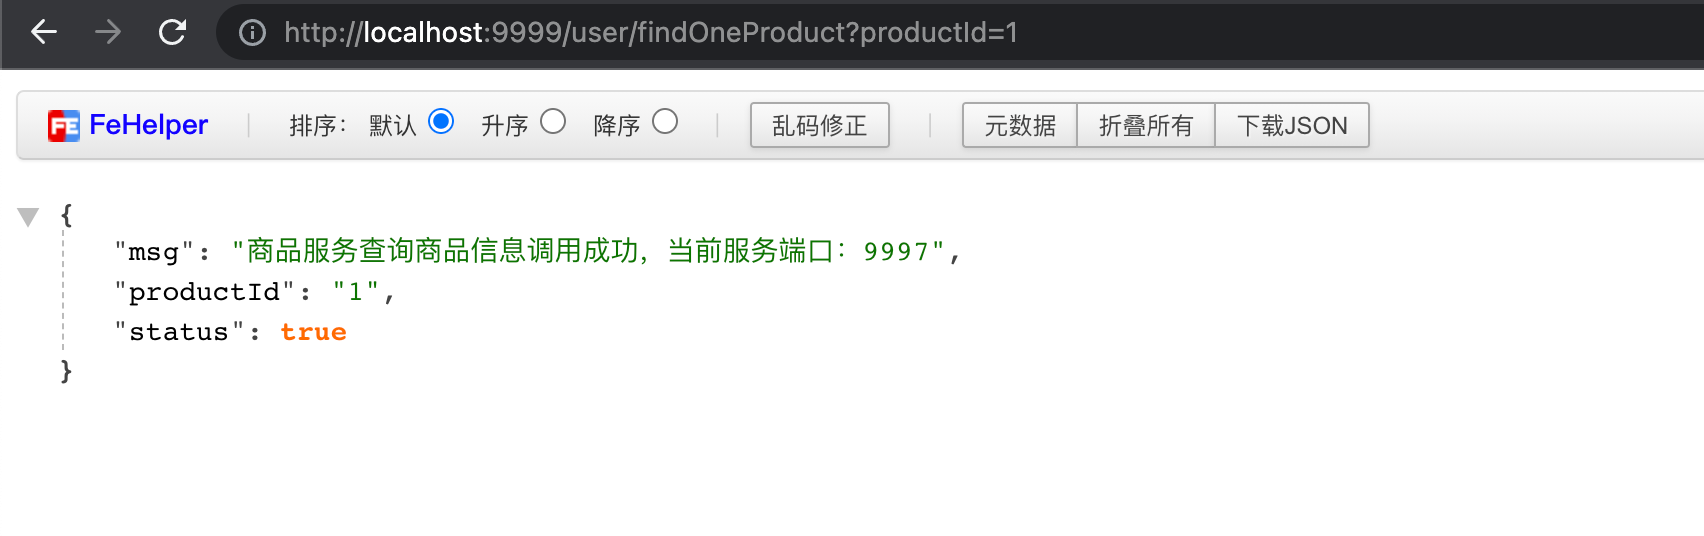 http://localhost:9999/user/findOneProduct?productId=1
FeHelper 排序： 默认 升序 降序 乱码修正 元数据 折叠所有 下载JSON
{
"msg": "商品服务查询商品信息调用成功，当前服务端口：9997",
"productId": "1",
"status": true
}